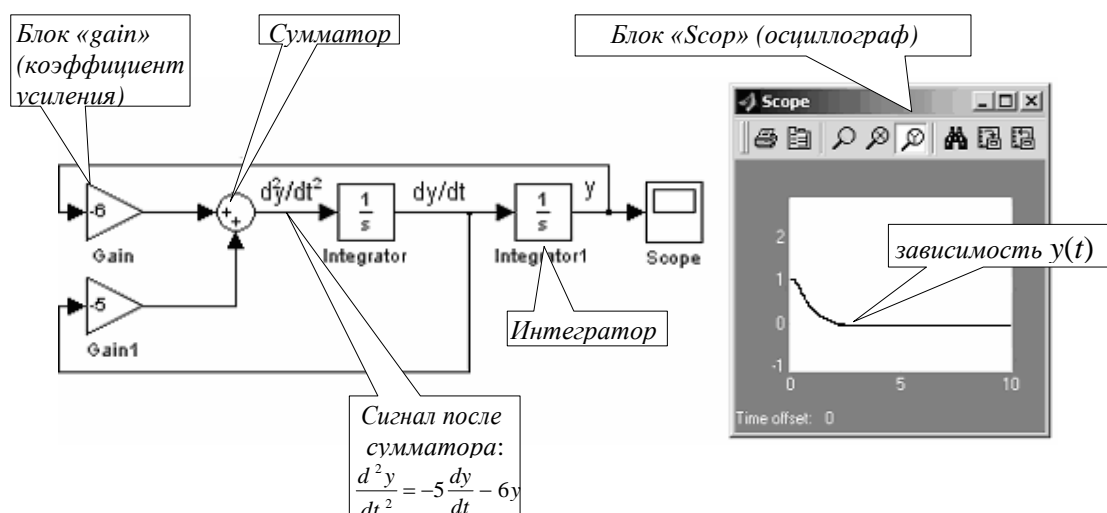 Блок «gain»
(коэффициент
усиления)
Сумматор
Блок «Scop» (осциллограф)
Scope
-6
Gain
-5
Gain1
+
+
d²y/dt²
1
s
Integrator
dy/dt
1
s
Integrator1
y
Scope
Интегратор
Сигнал после
сумматора:
d²y/dt² = −5 dy/dt − 6y
зависимость y(t)
2
1
0
-1
0
5
10
Time offset: 0